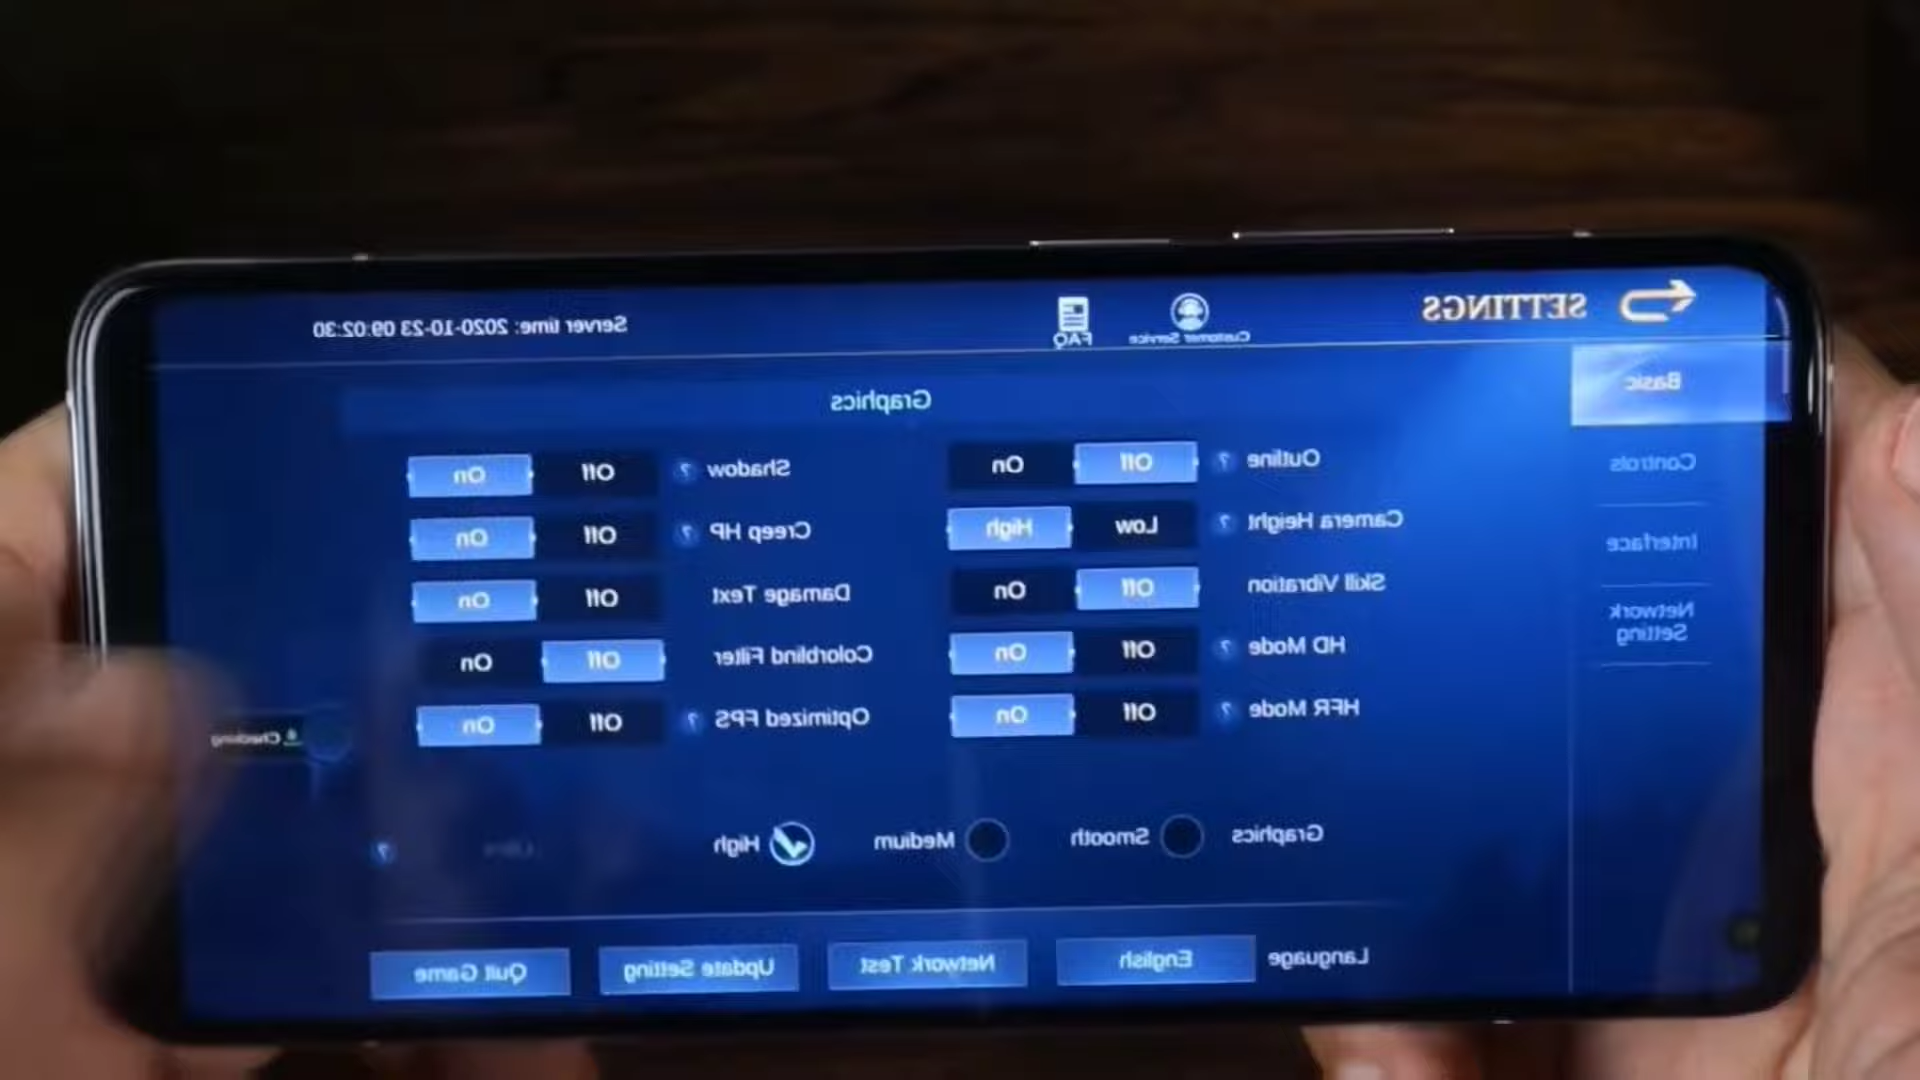 SETTINGS
Customer Service
FAQ
Server time: 2020-10-23 09:02:30
Basic
Controls
Interface
Network
Setting
Graphics
Outline ? Off On
Shadow ? Off On
Camera Height ? Low High
Creep HP ? Off On
Skill Vibration Off On
Damage Text Off On
HD Mode ? Off On
Colorblind Filter Off On
HFR Mode ? Off On
Optimized FPS ? Off On
Checking
Graphics Smooth Medium High ?
Language English Network Test Update Setting Quit Game